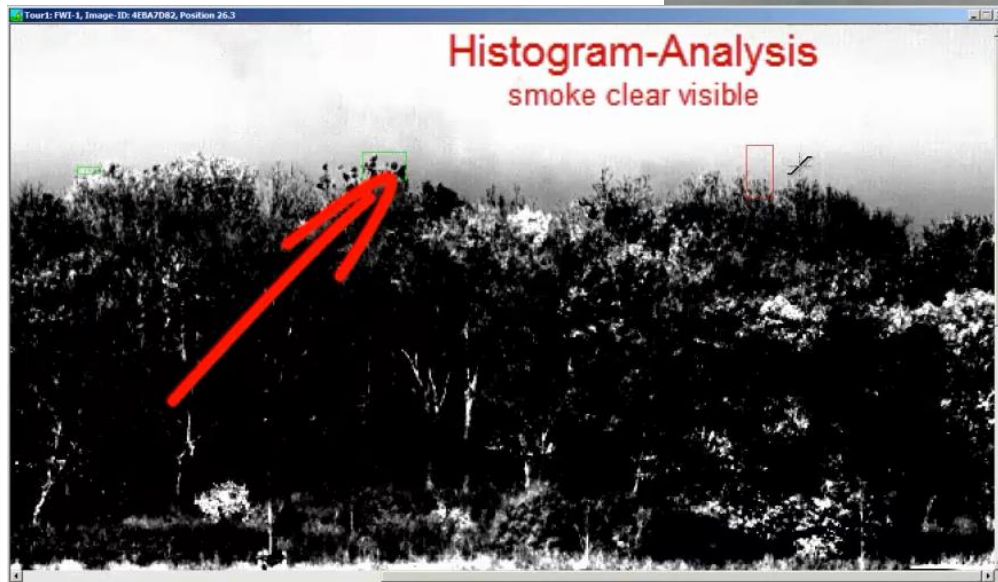 Tour1: FWI-1, Image-ID: 4EBA7D82, Position 26.3
Histogram-Analysis
smoke clear visible